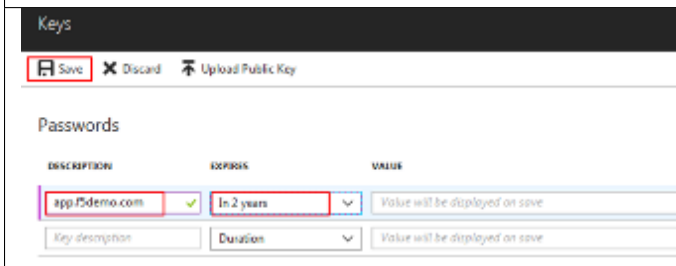 Keys
Save Discard Upload Public Key
Passwords
DESCRIPTION EXPIRES VALUE
app.f5demo.com In 2 years Value will be displayed on save
Key description Duration Value will be displayed on save